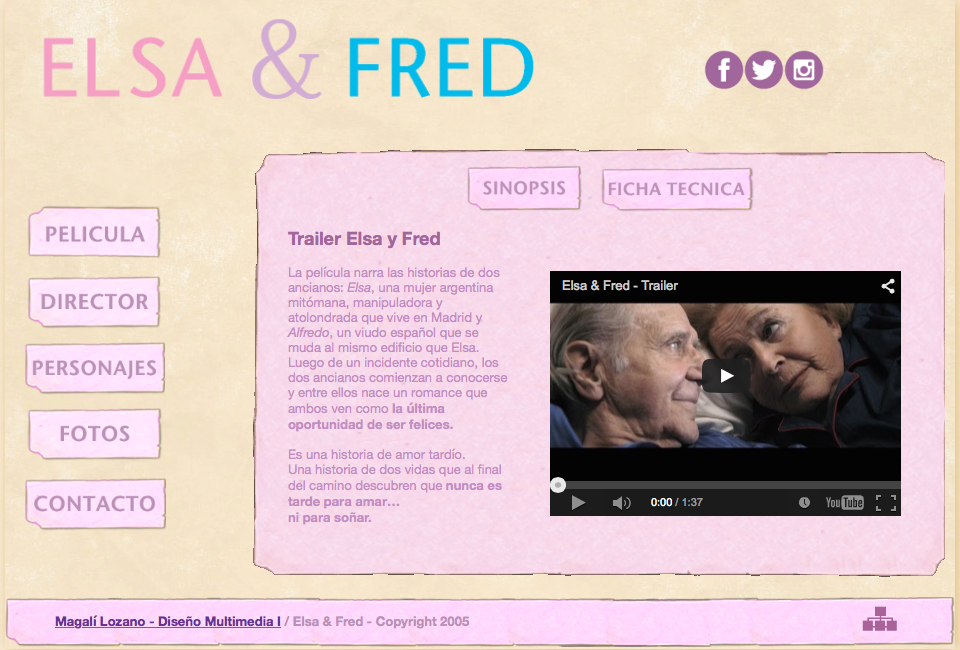 ELSA & FRED
SINOPSIS
FICHA TECNICA
PELICULA
DIRECTOR
PERSONAJES
FOTOS
CONTACTO
Trailer Elsa y Fred
La película narra las historias de dos
ancianos: Elsa, una mujer argentina
mitómana, manipuladora y
atolondrada que vive en Madrid y
Alfredo, un viudo español que se
muda al mismo edificio que Elsa.
Luego de un incidente cotidiano, los
dos ancianos comienzan a conocerse
y entre ellos nace un romance que
ambos ven como la última
oportunidad de ser felices.
Es una historia de amor tardío.
Una historia de dos vidas que al final
del camino descubren que nunca es
tarde para amar...
ni para soñar.
Elsa & Fred - Trailer
0:00 / 1:37
YouTube
Magalí Lozano - Diseño Multimedia I / Elsa & Fred - Copyright 2005